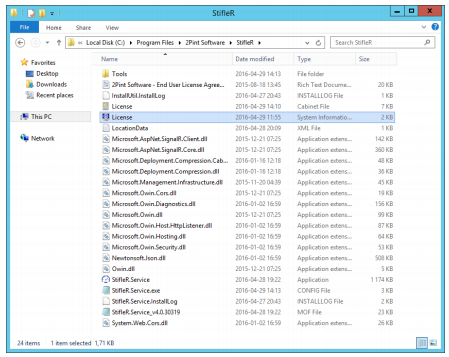 StifleR
File Home Share View
« Local Disk (C:) ▸ Program Files ▸ 2Pint Software ▸ StifleR ▸ Search StifleR
Favorites
Desktop
Downloads
Recent places
This PC
Network
Name Date modified Type Size
Tools 2016-04-29 14:13 File folder
2Pint Software - End User License Agree... 2015-08-18 13:45 Rich Text Docume... 20 KB
InstallUtil.InstallLog 2016-04-27 20:43 INSTALLLOG File 1 KB
License 2016-04-29 14:10 Cabinet File 7 KB
License 2016-04-29 11:55 System Informatio... 2 KB
LocationData 2016-04-28 20:09 XML File 1 KB
Microsoft.AspNet.SignalR.Client.dll 2015-12-21 07:25 Application extens... 142 KB
Microsoft.AspNet.SignalR.Core.dll 2015-12-21 07:25 Application extens... 360 KB
Microsoft.Deployment.Compression.Cab... 2016-01-16 12:18 Application extens... 48 KB
Microsoft.Deployment.Compression.dll 2016-01-16 12:18 Application extens... 36 KB
Microsoft.Management.Infrastructure.dll 2015-11-20 04:39 Application extens... 45 KB
Microsoft.Owin.Cors.dll 2015-12-21 07:25 Application extens... 19 KB
Microsoft.Owin.Diagnostics.dll 2016-01-02 16:59 Application extens... 156 KB
Microsoft.Owin.dll 2016-01-02 16:59 Application extens... 99 KB
Microsoft.Owin.Host.HttpListener.dll 2016-01-02 16:59 Application extens... 87 KB
Microsoft.Owin.Hosting.dll 2016-01-02 16:59 Application extens... 64 KB
Microsoft.Owin.Security.dll 2016-01-02 16:59 Application extens... 53 KB
Newtonsoft.Json.dll 2016-01-02 16:59 Application extens... 508 KB
Owin.dll 2015-12-21 07:25 Application extens... 5 KB
StifleR.Service 2016-04-28 19:22 Application 1 174 KB
StifleR.Service.exe 2016-04-29 14:13 CONFIG File 3 KB
StifleR.Service.InstallLog 2016-04-27 20:43 INSTALLLOG File 2 KB
StifleR.Service_v4.0.30319 2016-04-28 19:22 MOF File 23 KB
System.Web.Cors.dll 2016-01-02 16:59 Application extens... 26 KB
24 items 1 item selected 1,71 KB